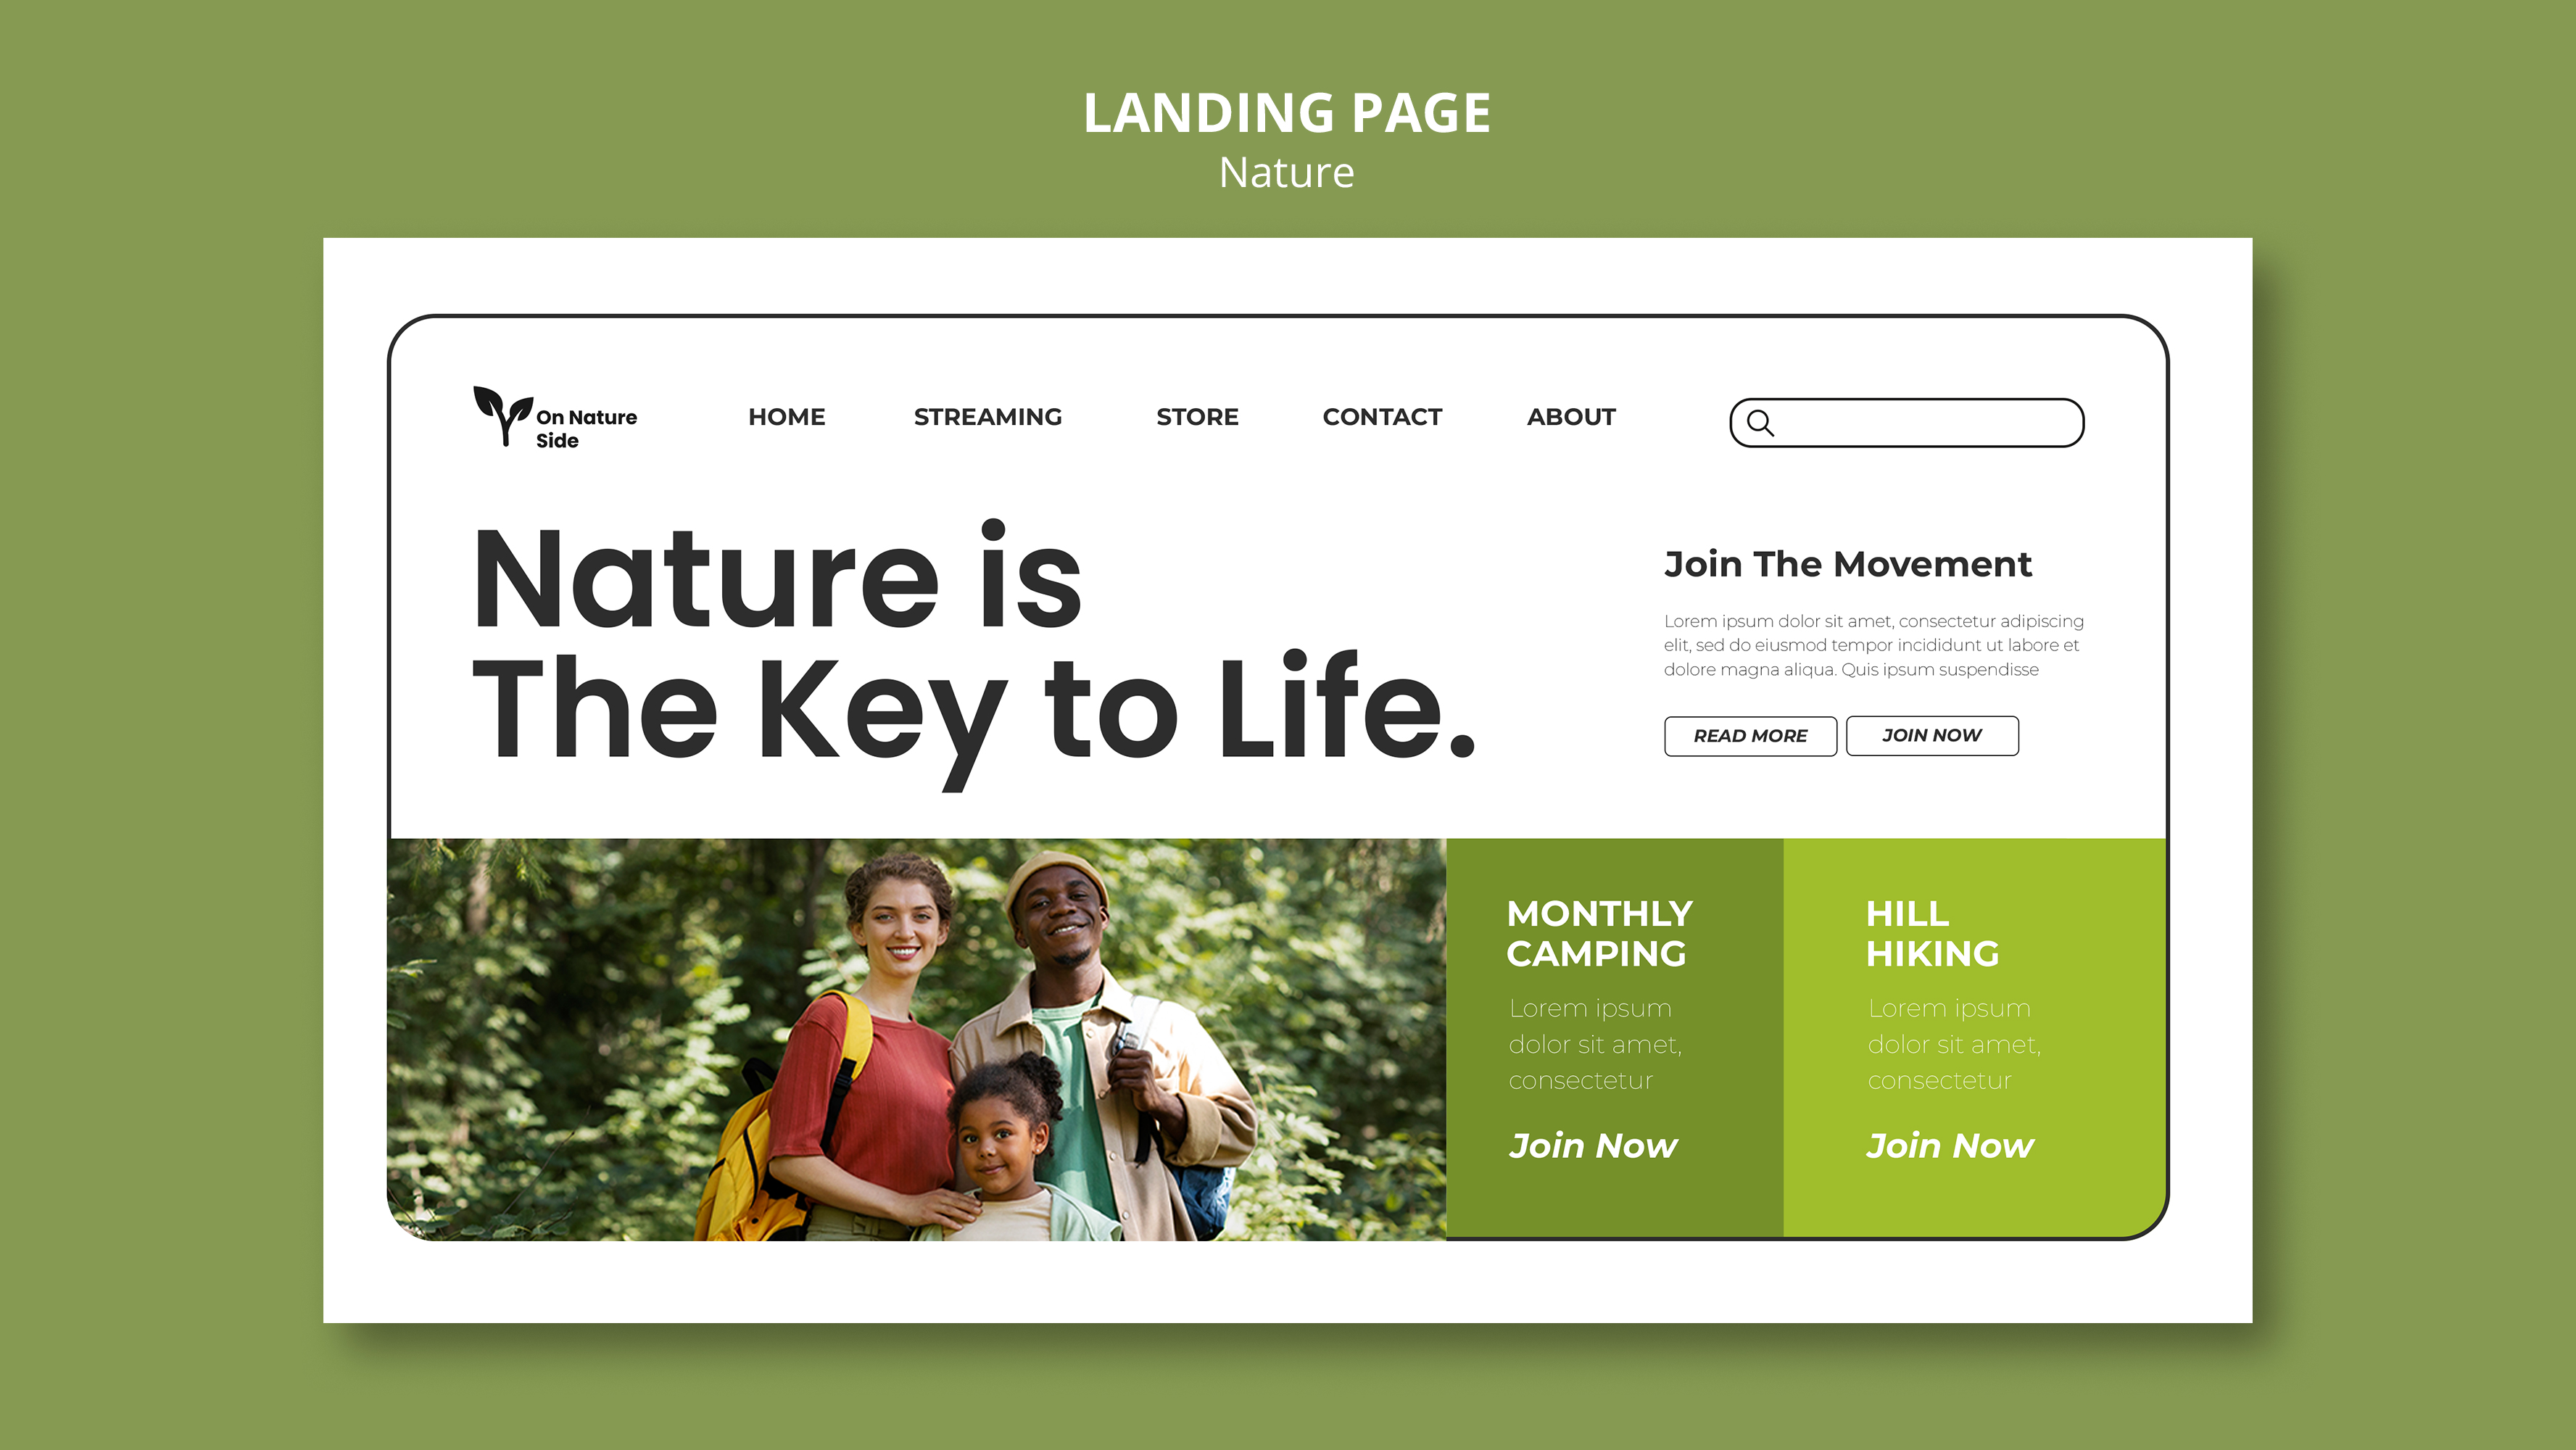 LANDING PAGE
Nature
On Nature
Side
HOME
STREAMING
STORE
CONTACT
ABOUT
Nature is
The Key to Life.
Join The Movement
Lorem ipsum dolor sit amet, consectetur adipiscing
elit, sed do eiusmod tempor incididunt ut labore et
dolore magna aliqua. Quis ipsum suspendisse
READ MORE
JOIN NOW
MONTHLY
CAMPING
Lorem ipsum
dolor sit amet,
consectetur
Join Now
HILL
HIKING
Lorem ipsum
dolor sit amet,
consectetur
Join Now